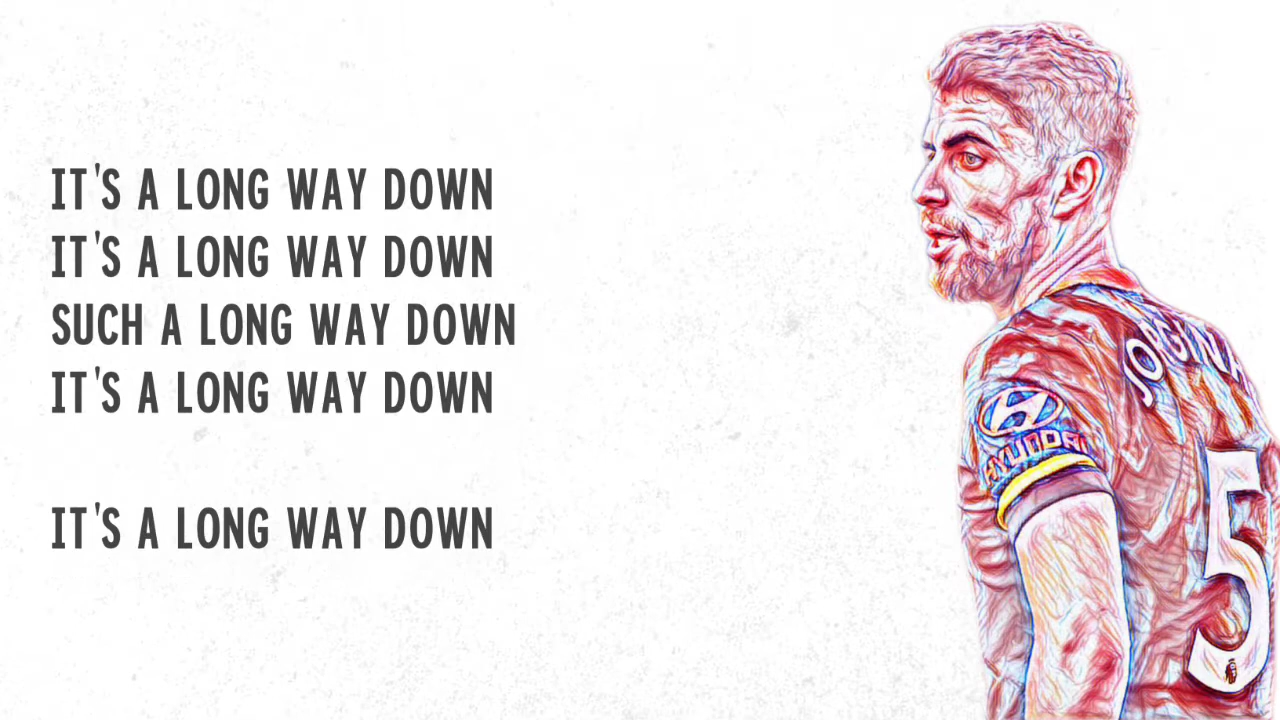 IT'S A LONG WAY DOWN
IT'S A LONG WAY DOWN
SUCH A LONG WAY DOWN
IT'S A LONG WAY DOWN
IT'S A LONG WAY DOWN
JORGINH
HYUNDAI
5